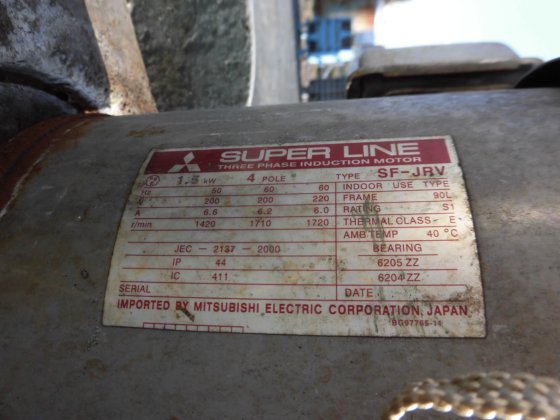 SUPER LINE
THREE PHASE INDUCTION MOTOR
1.5 kW 4 POLE TYPE SF-JRV
Hz 50 60 60 INDOOR USE TYPE
V 200 200 220 FRAME 90L
A 6.6 6.2 6.0 RATING S1
r/min 1420 1710 1720 THERMAL CLASS - E
AMB TEMP 40 °C
JEC - 2137 - 2000 BEARING
IP 44 6205 ZZ
IC 411 6204 ZZ
SERIAL DATE
IMPORTED BY MITSUBISHI ELECTRIC CORPORATION, JAPAN.